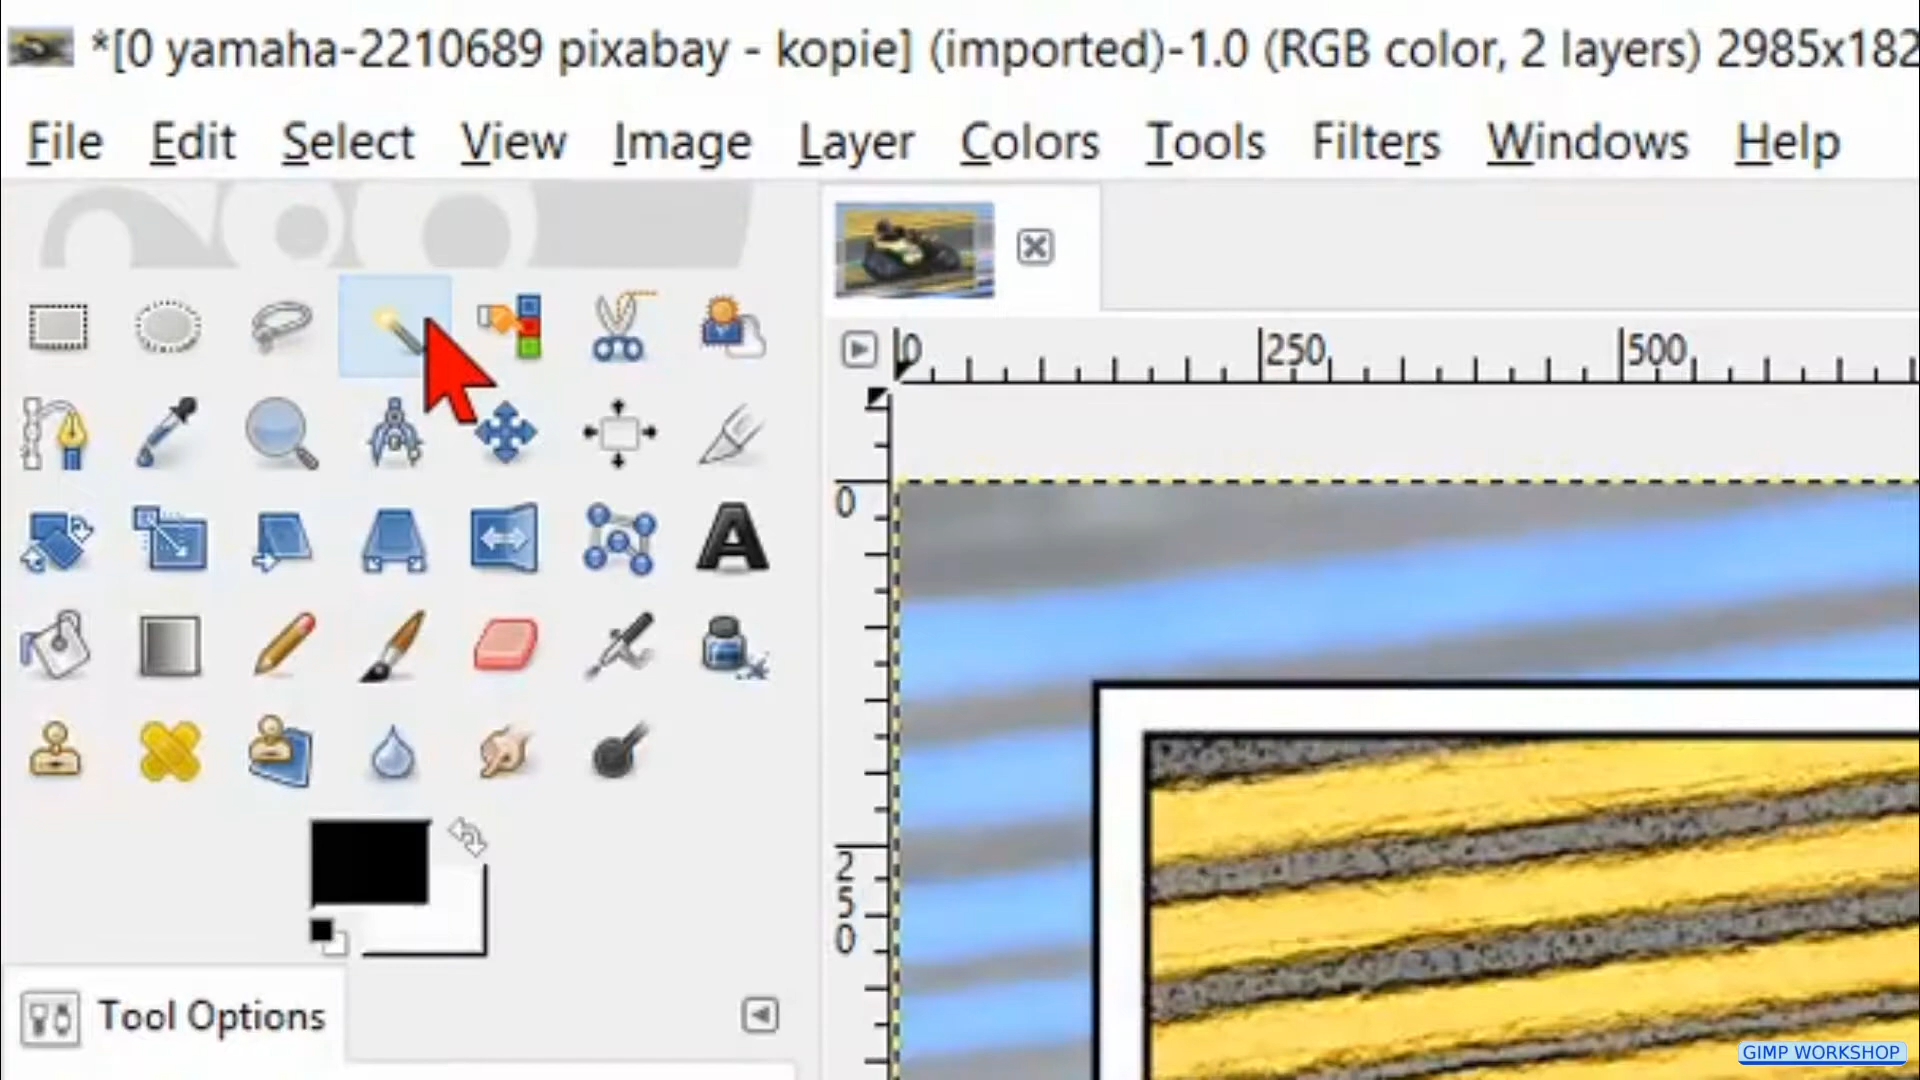 *[0 yamaha-2210689 pixabay - kopie] (imported)-1.0 (RGB color, 2 layers) 2985x182
File Edit Select View Image Layer Colors Tools Filters Windows Help
0 250 500
0
250
A
Tool Options
GIMP WORKSHOP